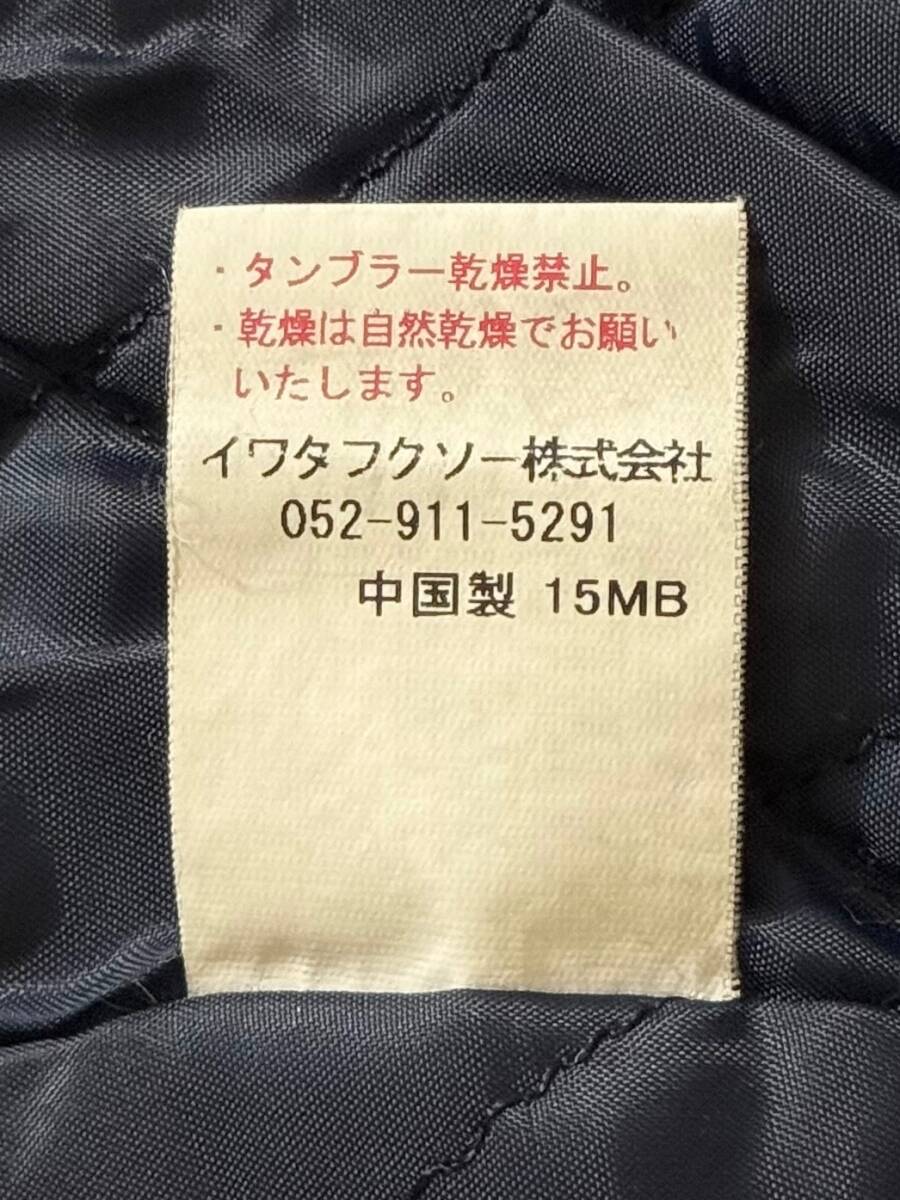 ・タンブラー乾燥禁止。
・乾燥は自然乾燥でお願い
いたします。
イワタフクソー株式会社
052-911-5291
中国製 15MB